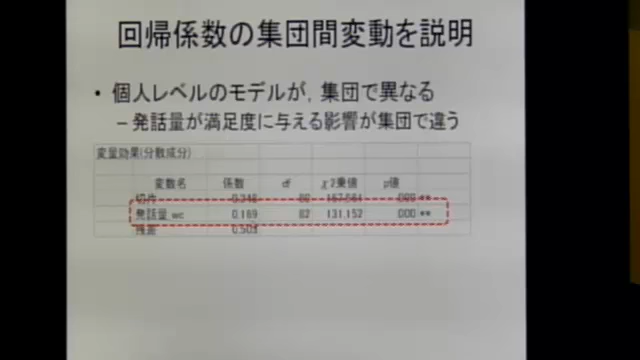 回帰係数の集団間変動を説明
• 個人レベルのモデルが，集団で異なる
– 発話量が満足度に与える影響が集団で違う
変量効果(分散成分)
変数名 係数 df χ2乗値 p値
切片 **
発話量_wc 0.169 82 131.152 .000 **
残差 0.503